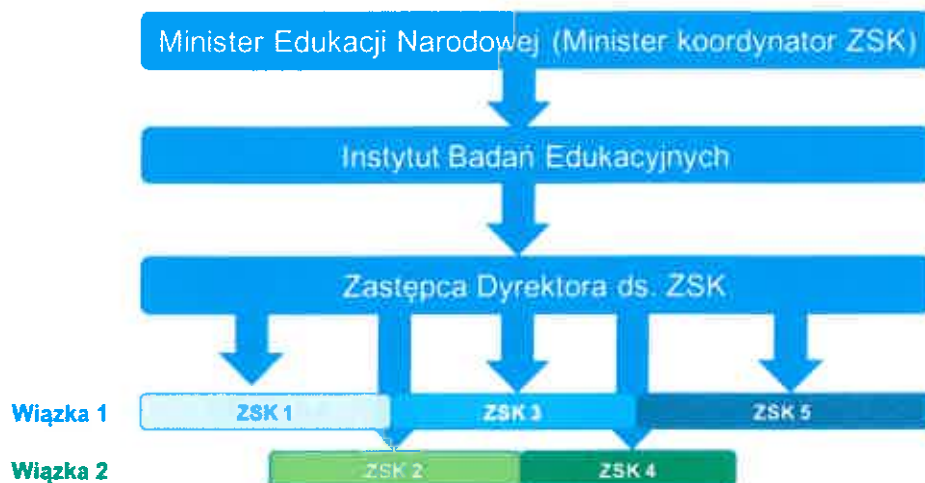 Minister Edukacji Narodowej (Minister koordynator ZSK)
Instytut Badań Edukacyjnych
Zastępca Dyrektora ds. ZSK
Wiązka 1
ZSK 1
ZSK 3
ZSK 5
Wiązka 2
ZSK 2
ZSK 4